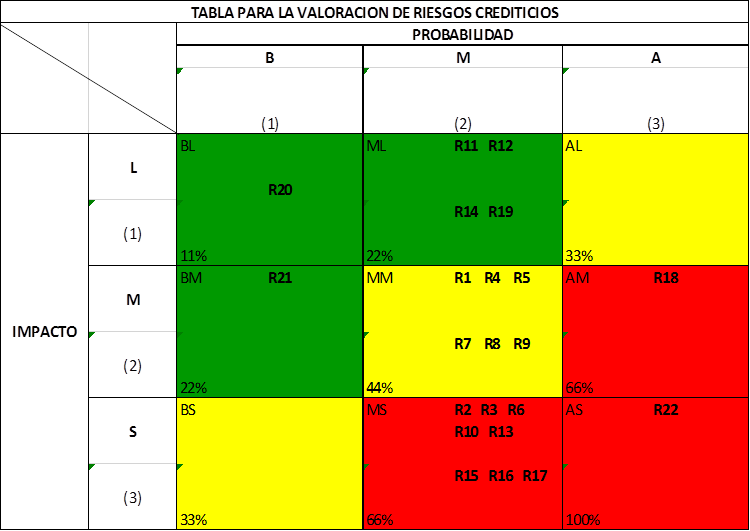 TABLA PARA LA VALORACION DE RIESGOS CREDITICIOS
PROBABILIDAD
B M A
(1) (2) (3)
IMPACTO
L
(1)
BL
R20
11%
ML R11 R12
R14 R19
22%
AL
33%
M
(2)
BM R21
22%
MM R1 R4 R5
R7 R8 R9
44%
AM R18
66%
S
(3)
BS
33%
MS R2 R3 R6
R10 R13
R15 R16 R17
66%
AS R22
100%